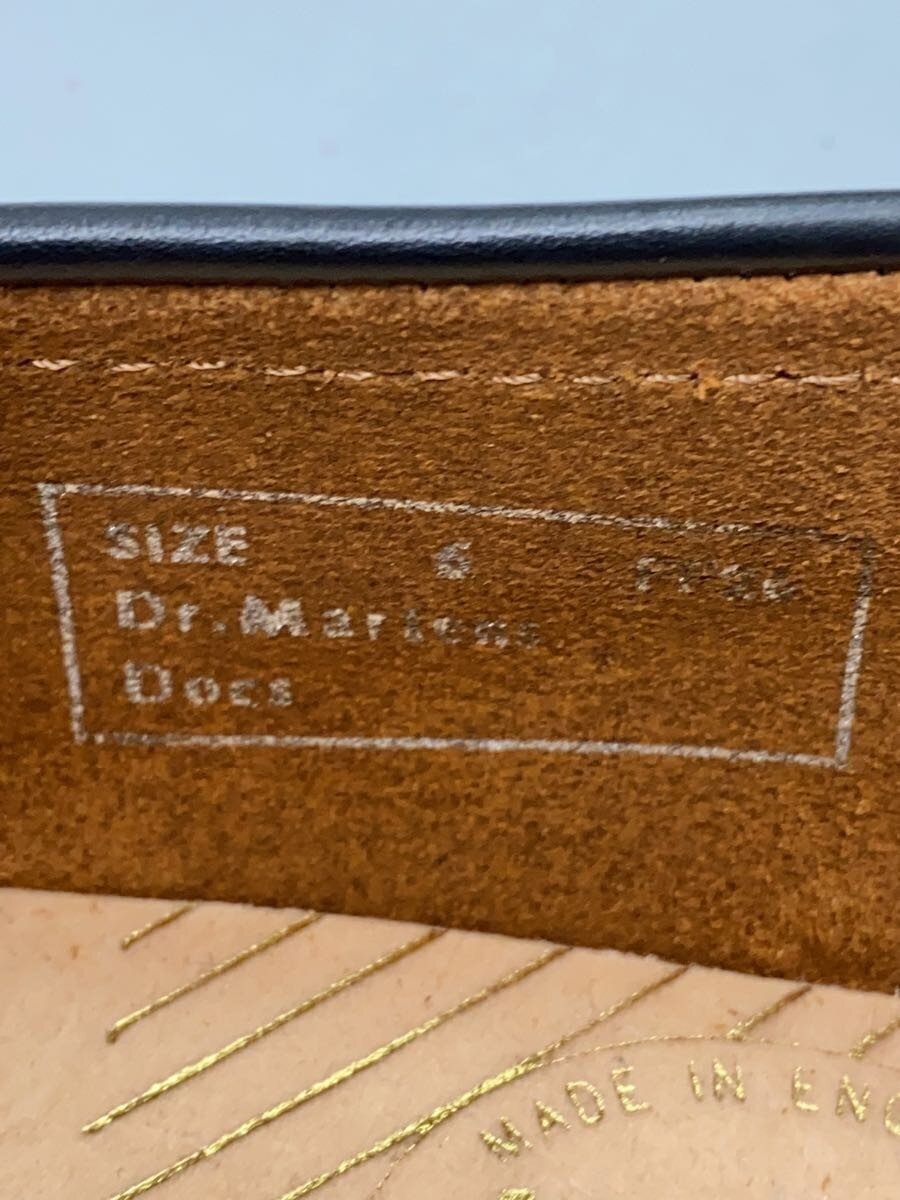 SIZE 6
Dr.Martens
Docs
MADE IN ENG